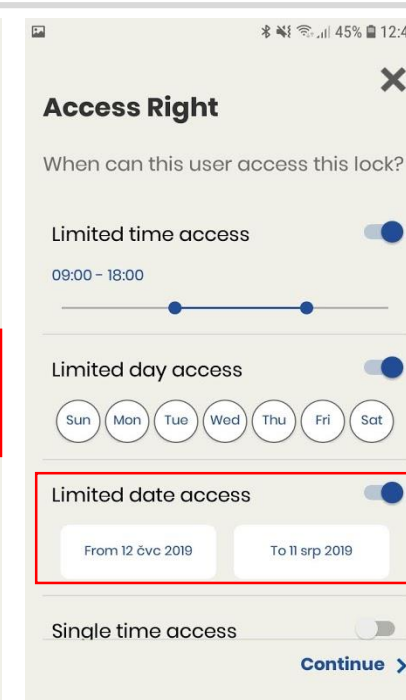 45% 12:4
Access Right
When can this user access this lock?
Limited time access
09:00 - 18:00
Limited day access
Sun Mon Tue Wed Thu Fri Sat
Limited date access
From 12 čvc 2019 To 11 srp 2019
Single time access
Continue